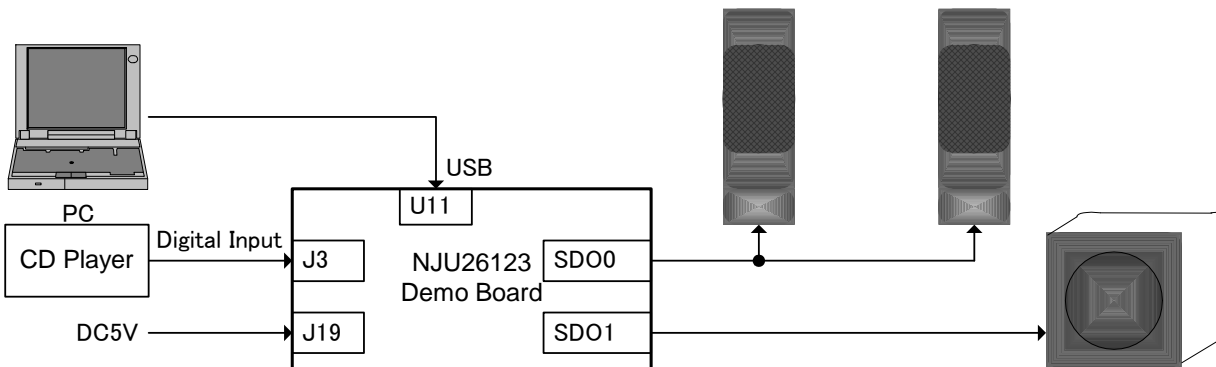 USB
U11
PC
CD Player
Digital Input
J3
NJU26123
Demo Board
SDO0
DC5V
J19
SDO1